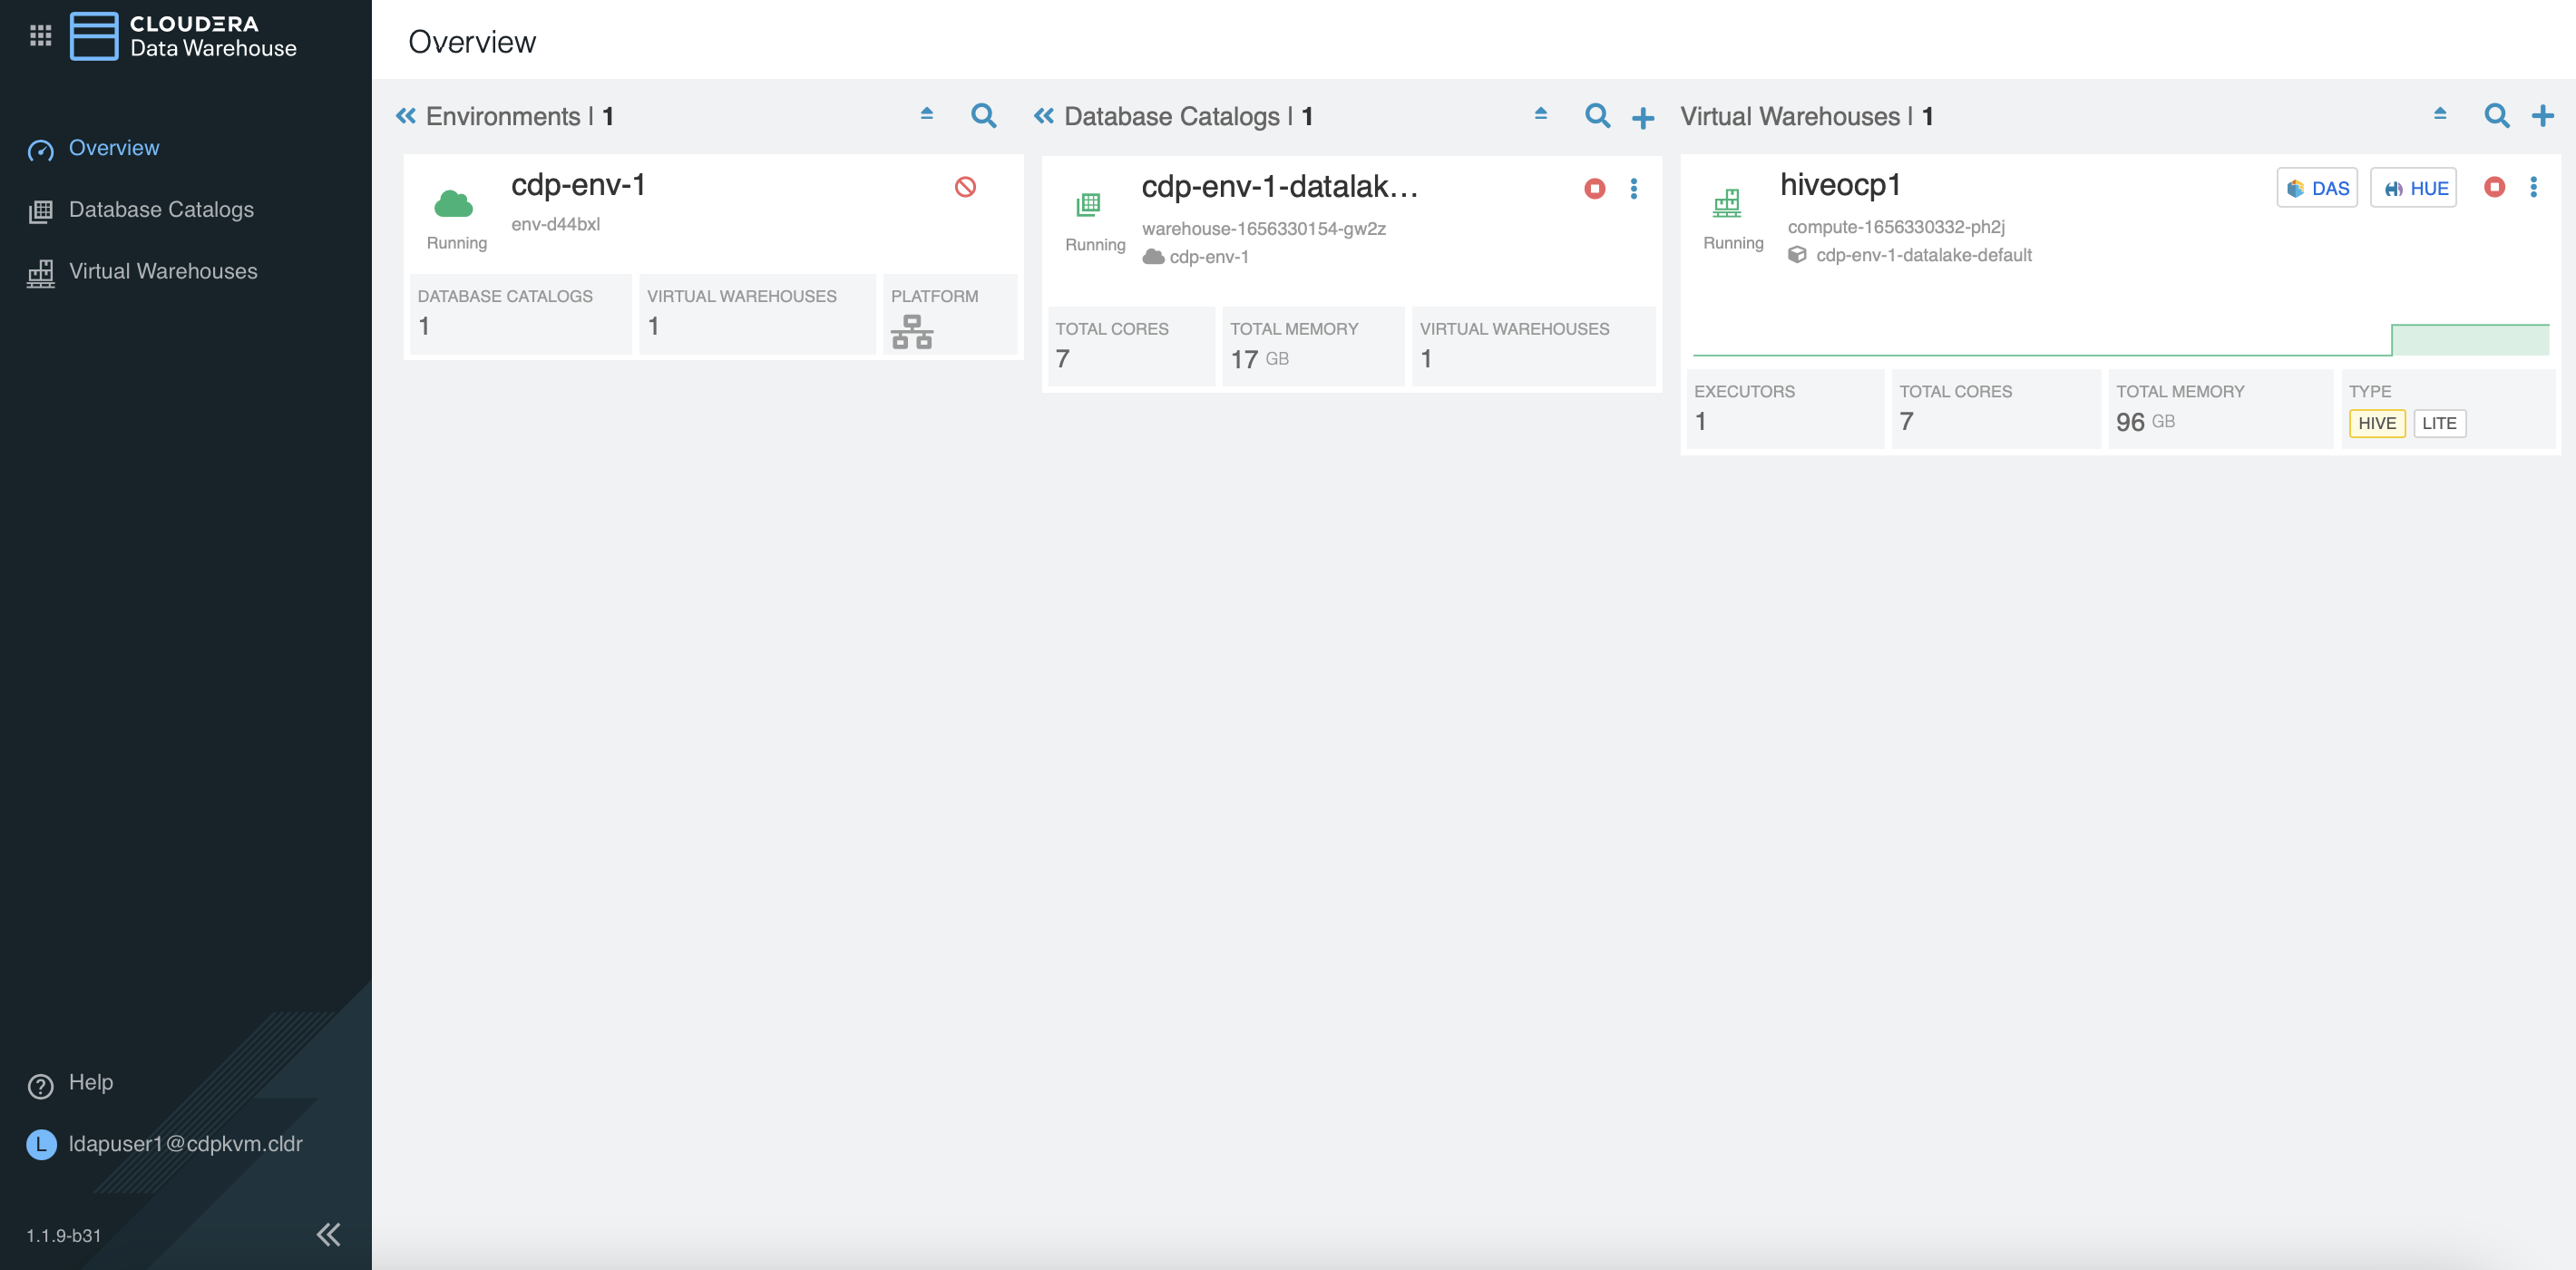 CLOUDERA
Data Warehouse
Overview
Database Catalogs
Virtual Warehouses
Help
L
ldapuser1@cdpkvm.cldr
1.1.9-b31
Overview
Environments | 1
cdp-env-1
env-d44bxl
Running
DATABASE CATALOGS
1
VIRTUAL WAREHOUSES
1
PLATFORM
Database Catalogs | 1
cdp-env-1-datalak...
warehouse-1656330154-gw2z
Running
cdp-env-1
TOTAL CORES
7
TOTAL MEMORY
17 GB
VIRTUAL WAREHOUSES
1
Virtual Warehouses | 1
hiveocp1
DAS
HUE
compute-1656330332-ph2j
Running
cdp-env-1-datalake-default
EXECUTORS
1
TOTAL CORES
7
TOTAL MEMORY
96 GB
TYPE
HIVE LITE